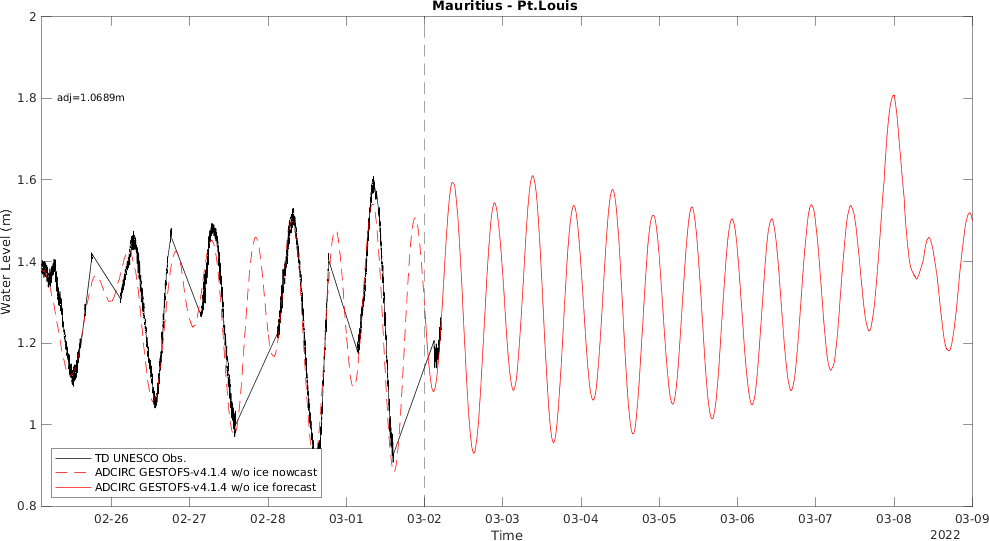 Mauritius - Pt.Louis
2
1.8
1.6
1.4
1.2
1
0.8
Water Level (m)
adj=1.0689m
TD UNESCO Obs.
ADCIRC GESTOFS-v4.1.4 w/o ice nowcast
ADCIRC GESTOFS-v4.1.4 w/o ice forecast
02-26 02-27 02-28 03-01 03-02 03-03 03-04 03-05 03-06 03-07 03-08 03-09
Time
2022